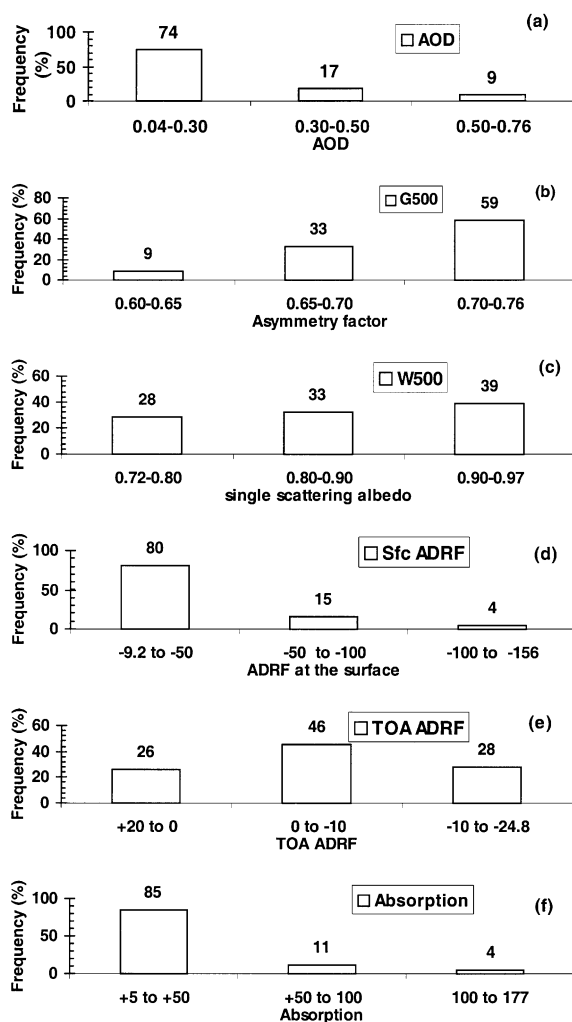 (a)
AOD
Frequency (%)
100
50
0
74
17
9
0.04-0.30 0.30-0.50 0.50-0.76
AOD
(b)
G500
Frequency (%)
80
60
40
20
0
9
33
59
0.60-0.65 0.65-0.70 0.70-0.76
Asymmetry factor
(c)
W500
Frequency (%)
60
40
20
0
28
33
39
0.72-0.80 0.80-0.90 0.90-0.97
single scattering albedo
(d)
Sfc ADRF
Frequency (%)
100
50
0
80
15
4
-9.2 to -50 -50 to -100 -100 to -156
ADRF at the surface
(e)
TOA ADRF
Frequency (%)
60
40
20
0
26
46
28
+20 to 0 0 to -10 -10 to -24.8
TOA ADRF
(f)
Absorption
Frequency (%)
100
50
0
85
11
4
+5 to +50 +50 to 100 100 to 177
Absorption